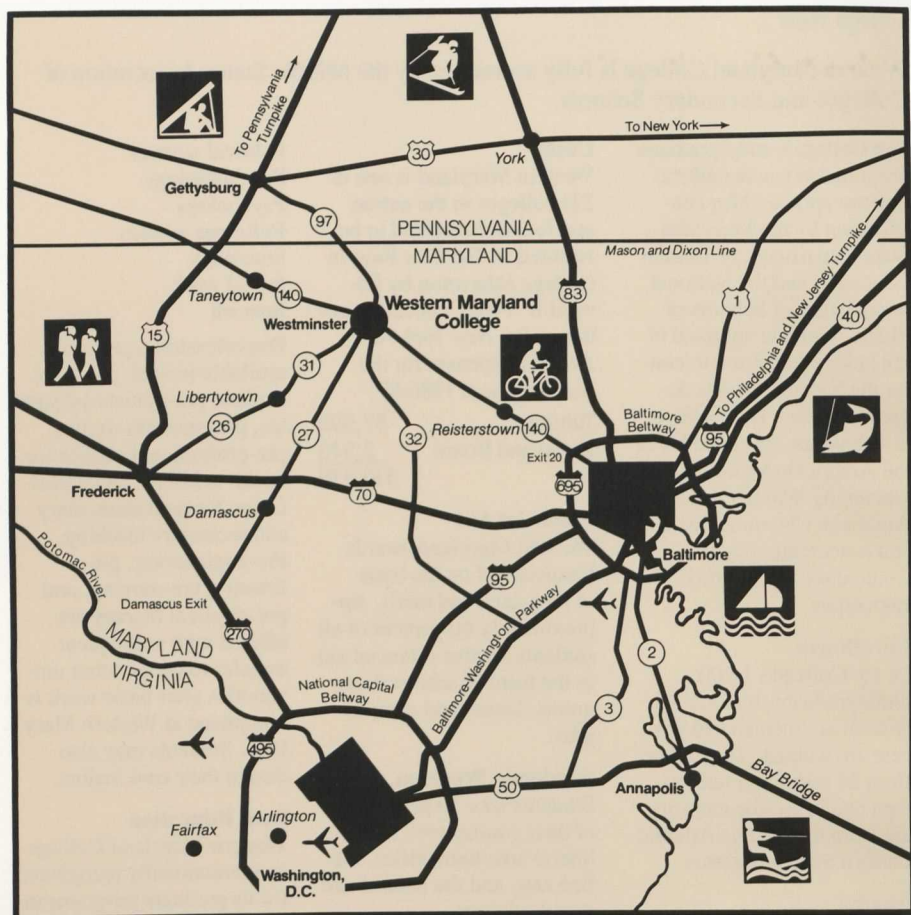 To Pennsylvania
Turnpike
To New York
30
York
Gettysburg
97
PENNSYLVANIA
MARYLAND
Mason and Dixon Line
Taneytown
140
Western Maryland
College
Westminster
83
1
To Philadelphia and New Jersey Turnpike
40
15
31
Libertytown
26
27
32
Reisterstown
140
Baltimore
Beltway
95
Exit 20
695
Frederick
70
Damascus
Baltimore
Potomac River
95
Baltimore-Washington Parkway
Damascus Exit
270
MARYLAND
VIRGINIA
2
National Capital
Beltway
3
495
50
Annapolis
Bay Bridge
Fairfax
Arlington
Washington,
D.C.